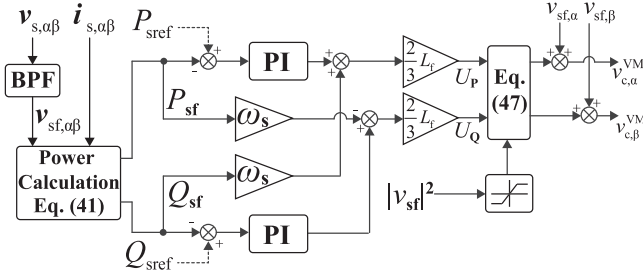 v_s,αβ i_s,αβ
P_sref
v_sf,α v_sf,β
+ - + + + + +
BPF
PI
2/3 L_f
U_P
Eq. (47)
v_c,α^VM
v_sf,αβ
P_sf
ω_s
- +
2/3 L_f
U_Q
+ +
v_c,β^VM
Power Calculation Eq. (41)
Q_sf
ω_s
|v_sf|^2
- +
PI
Q_sref